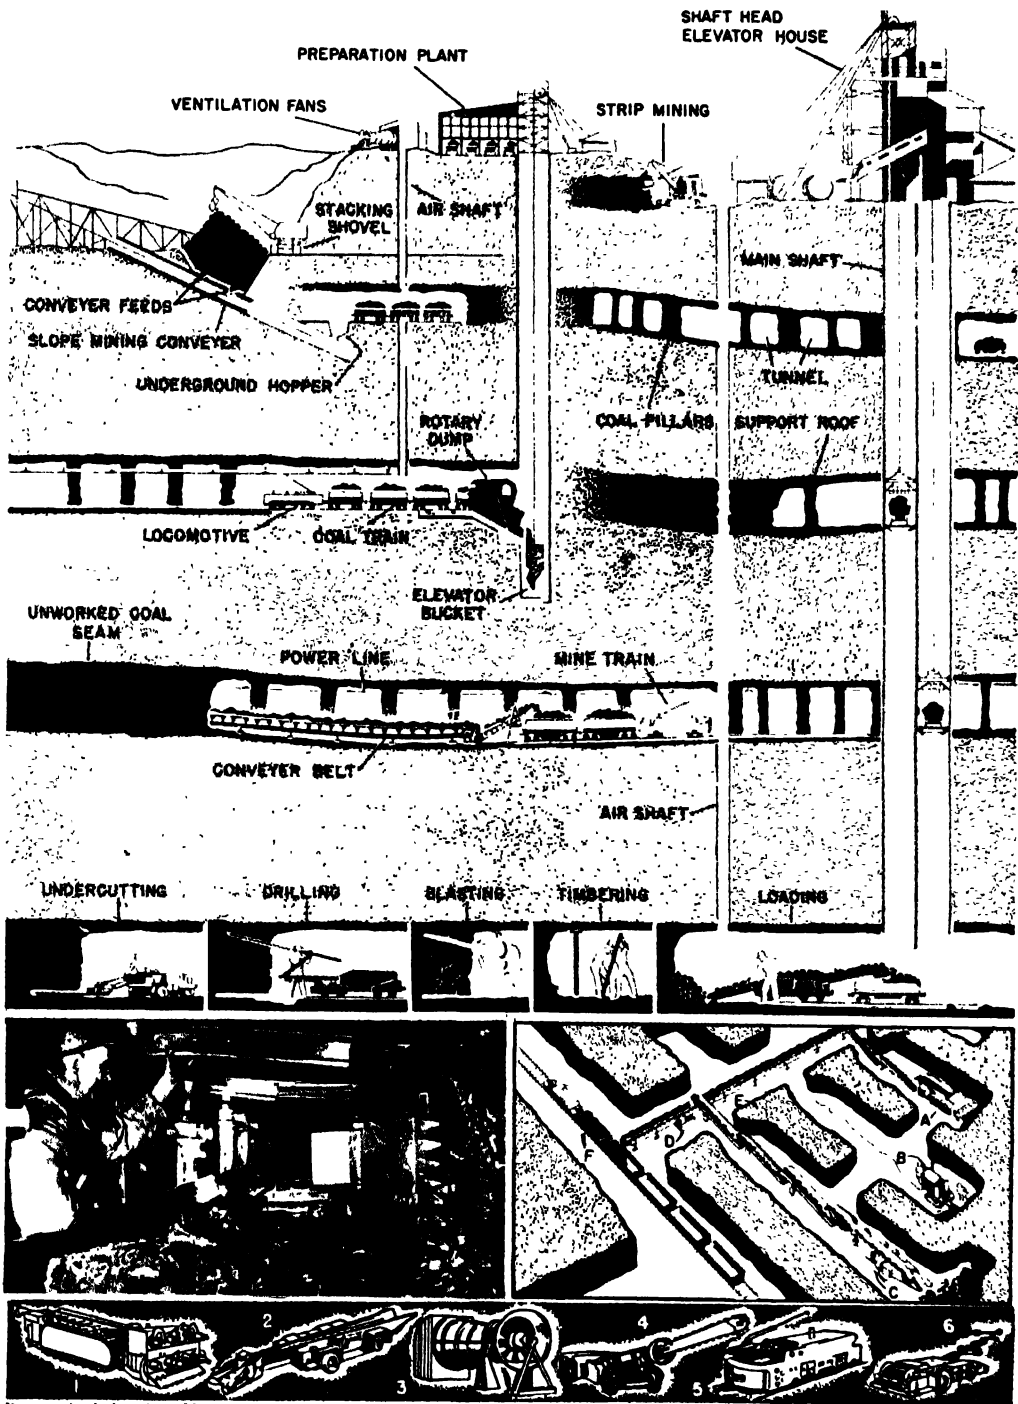 SHAFT HEAD
ELEVATOR HOUSE
PREPARATION PLANT
VENTILATION FANS
STRIP MINING
STACKING
SHOVEL
AIR SHAFT
MAIN SHAFT
CONVEYER FEEDS
SLOPE MINING CONVEYER
UNDERGROUND HOPPER
TUNNEL
ROTARY
DUMP
COAL PILLARS
SUPPORT ROOF
LOCOMOTIVE
COAL TRAIN
ELEVATOR
BUCKET
UNWORKED COAL
SEAM
POWER LINE
MINE TRAIN
CONVEYER BELT
AIR SHAFT
UNDERCUTTING
DRILLING
BLASTING
TIMBERING
LOADING
A
B
C
D
E
F
1
2
3
4
5
6